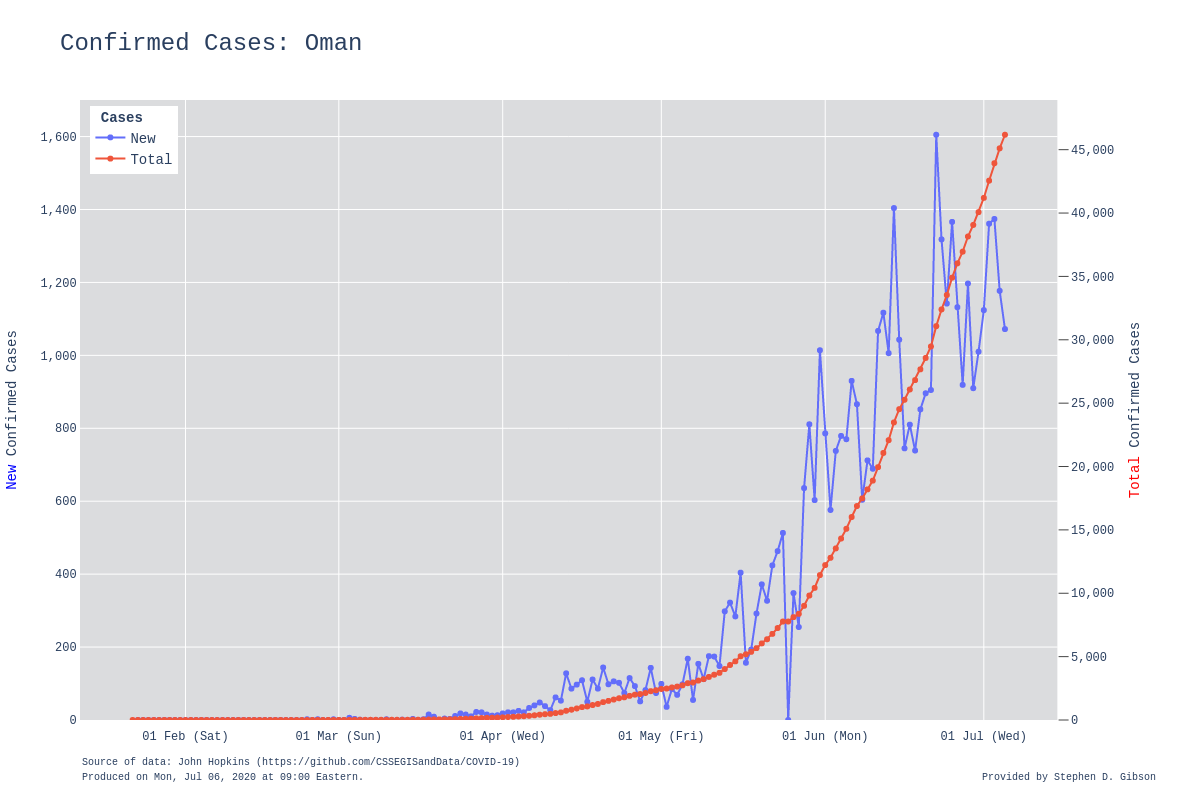 Confirmed Cases: Oman
Cases
New
Total
1,600
1,400
1,200
1,000
800
600
400
200
0
New Confirmed Cases
45,000
40,000
35,000
30,000
25,000
20,000
15,000
10,000
5,000
0
Total Confirmed Cases
01 Feb (Sat) 01 Mar (Sun) 01 Apr (Wed) 01 May (Fri) 01 Jun (Mon) 01 Jul (Wed)
Source of data: John Hopkins (https://github.com/CSSEGISandData/COVID-19)
Produced on Mon, Jul 06, 2020 at 09:00 Eastern.
Provided by Stephen D. Gibson